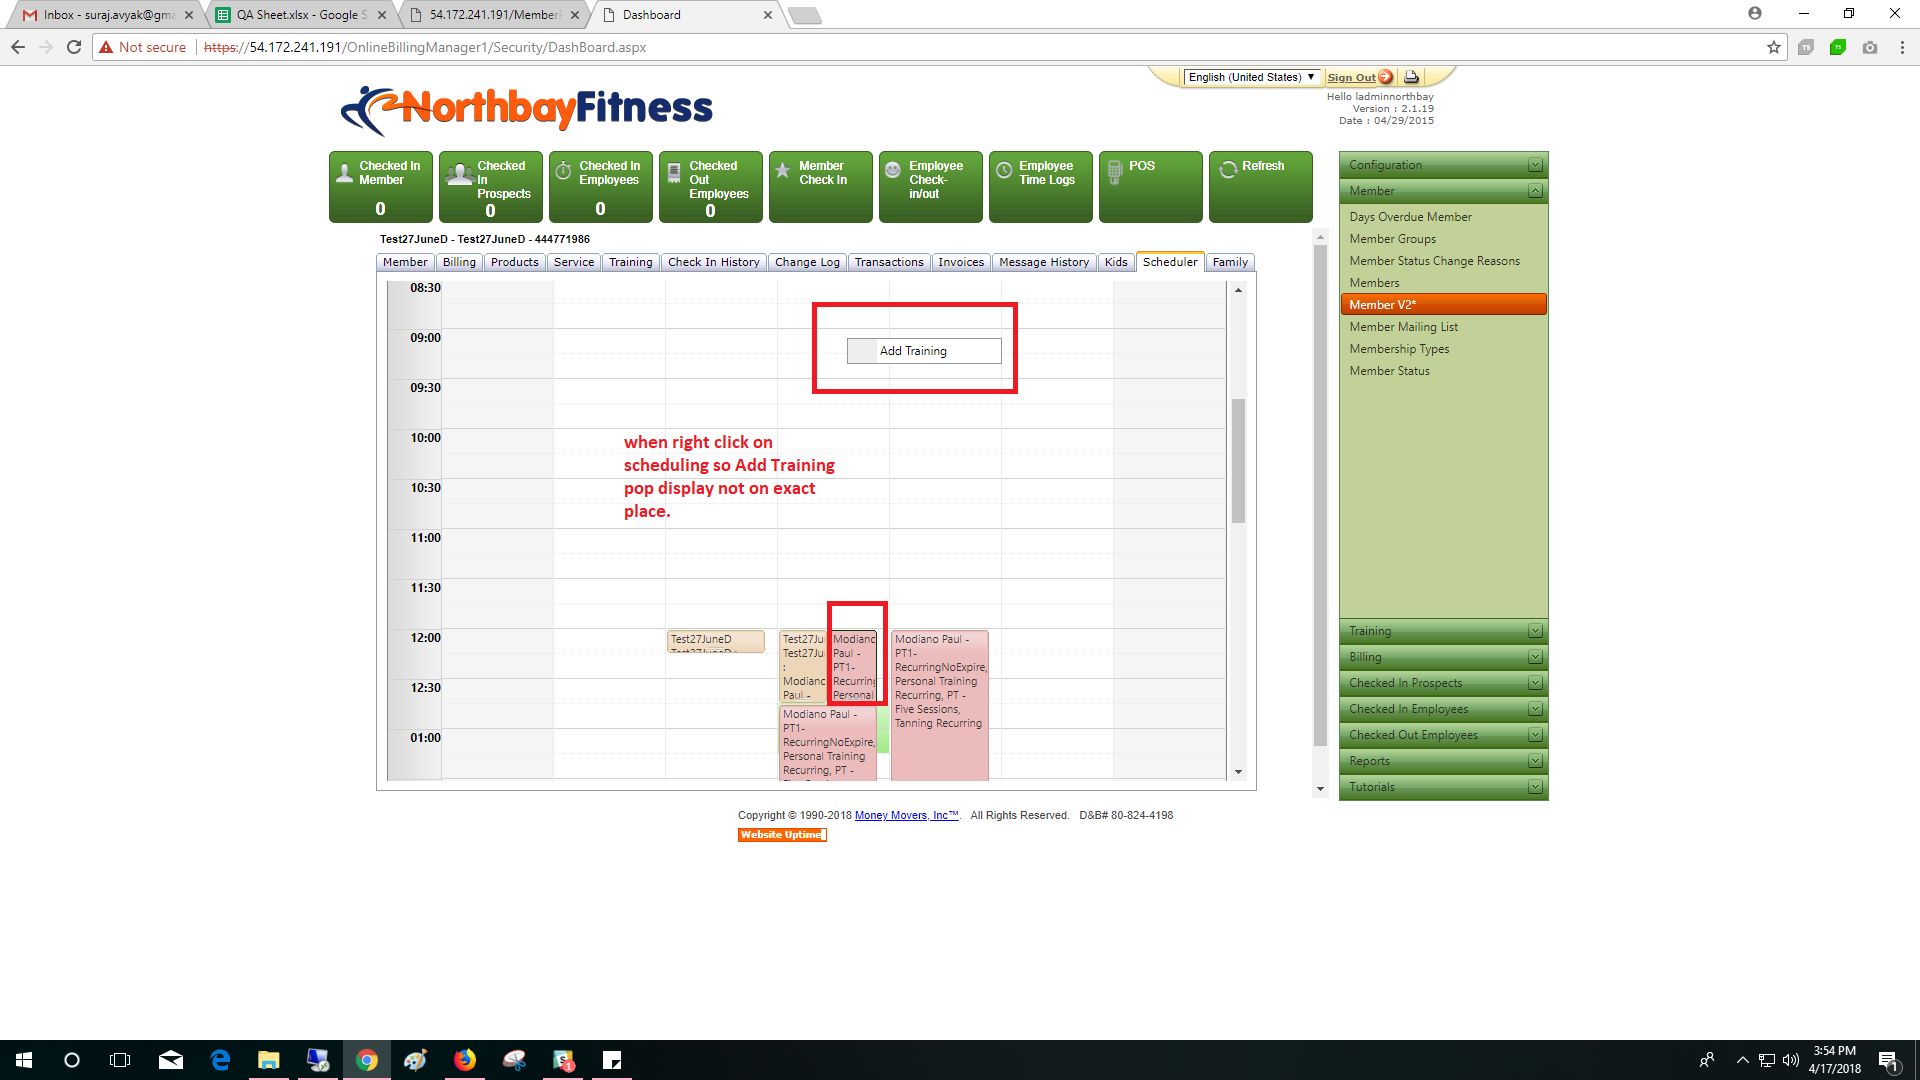 Inbox - suraj.avyak@gma
QA Sheet.xlsx - Google S
54.172.241.191/Member
Dashboard
Not secure
https://54.172.241.191/OnlineBillingManager1/Security/DashBoard.aspx
English (United States)
Sign Out
NorthbayFitness
Hello ladminnorthbay
Version : 2.1.19
Date : 04/29/2015
Checked In Member
0
Checked In Prospects
0
Checked In Employees
0
Checked Out Employees
0
Member Check In
Employee Check-in/out
Employee Time Logs
POS
Refresh
Test27JuneD - Test27JuneD - 444771986
Member Billing Products Service Training Check In History Change Log Transactions Invoices Message History Kids Scheduler Family
08:30
09:00
Add Training
09:30
10:00
when right click on
scheduling so Add Training
pop display not on exact
place.
10:30
11:00
11:30
12:00
12:30
01:00
Test27JuneD
Test27JuneD :
Test27Ju
Test27Ju
:
Modiano
Paul -
Modiano
Paul -
PT1-
Recurring
Personal
Modiano Paul -
PT1-
RecurringNoExpire,
Personal Training
Recurring, PT -
Modiano Paul -
PT1-
RecurringNoExpire,
Personal Training
Recurring, PT -
Five Sessions,
Tanning Recurring
Configuration
Member
Days Overdue Member
Member Groups
Member Status Change Reasons
Members
Member V2*
Member Mailing List
Membership Types
Member Status
Training
Billing
Checked In Prospects
Checked In Employees
Checked Out Employees
Reports
Tutorials
Copyright © 1990-2018 Money Movers, Inc™. All Rights Reserved. D&B# 80-824-4198
Website Uptime
3:54 PM
4/17/2018